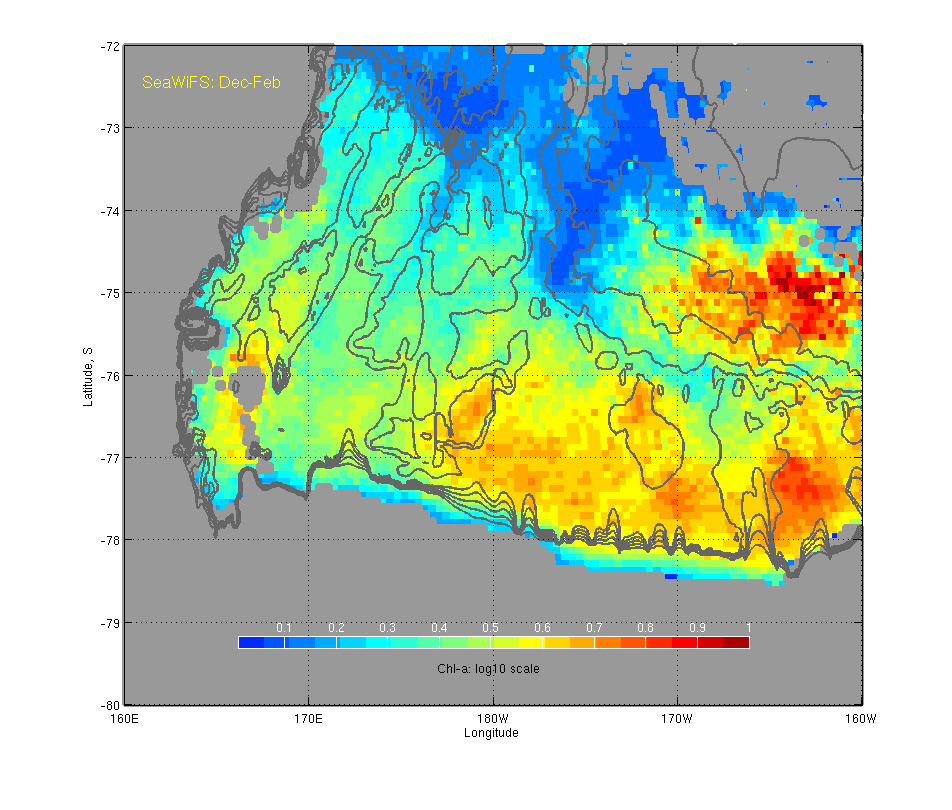 SeaWiFS: Dec-Feb
-72
-73
-74
-75
-76
-77
-78
-79
-80
Latitude, S
0.1 0.2 0.3 0.4 0.5 0.6 0.7 0.8 0.9 1
Chl-a: log10 scale
160E 170E 180W 170W 160W
Longitude